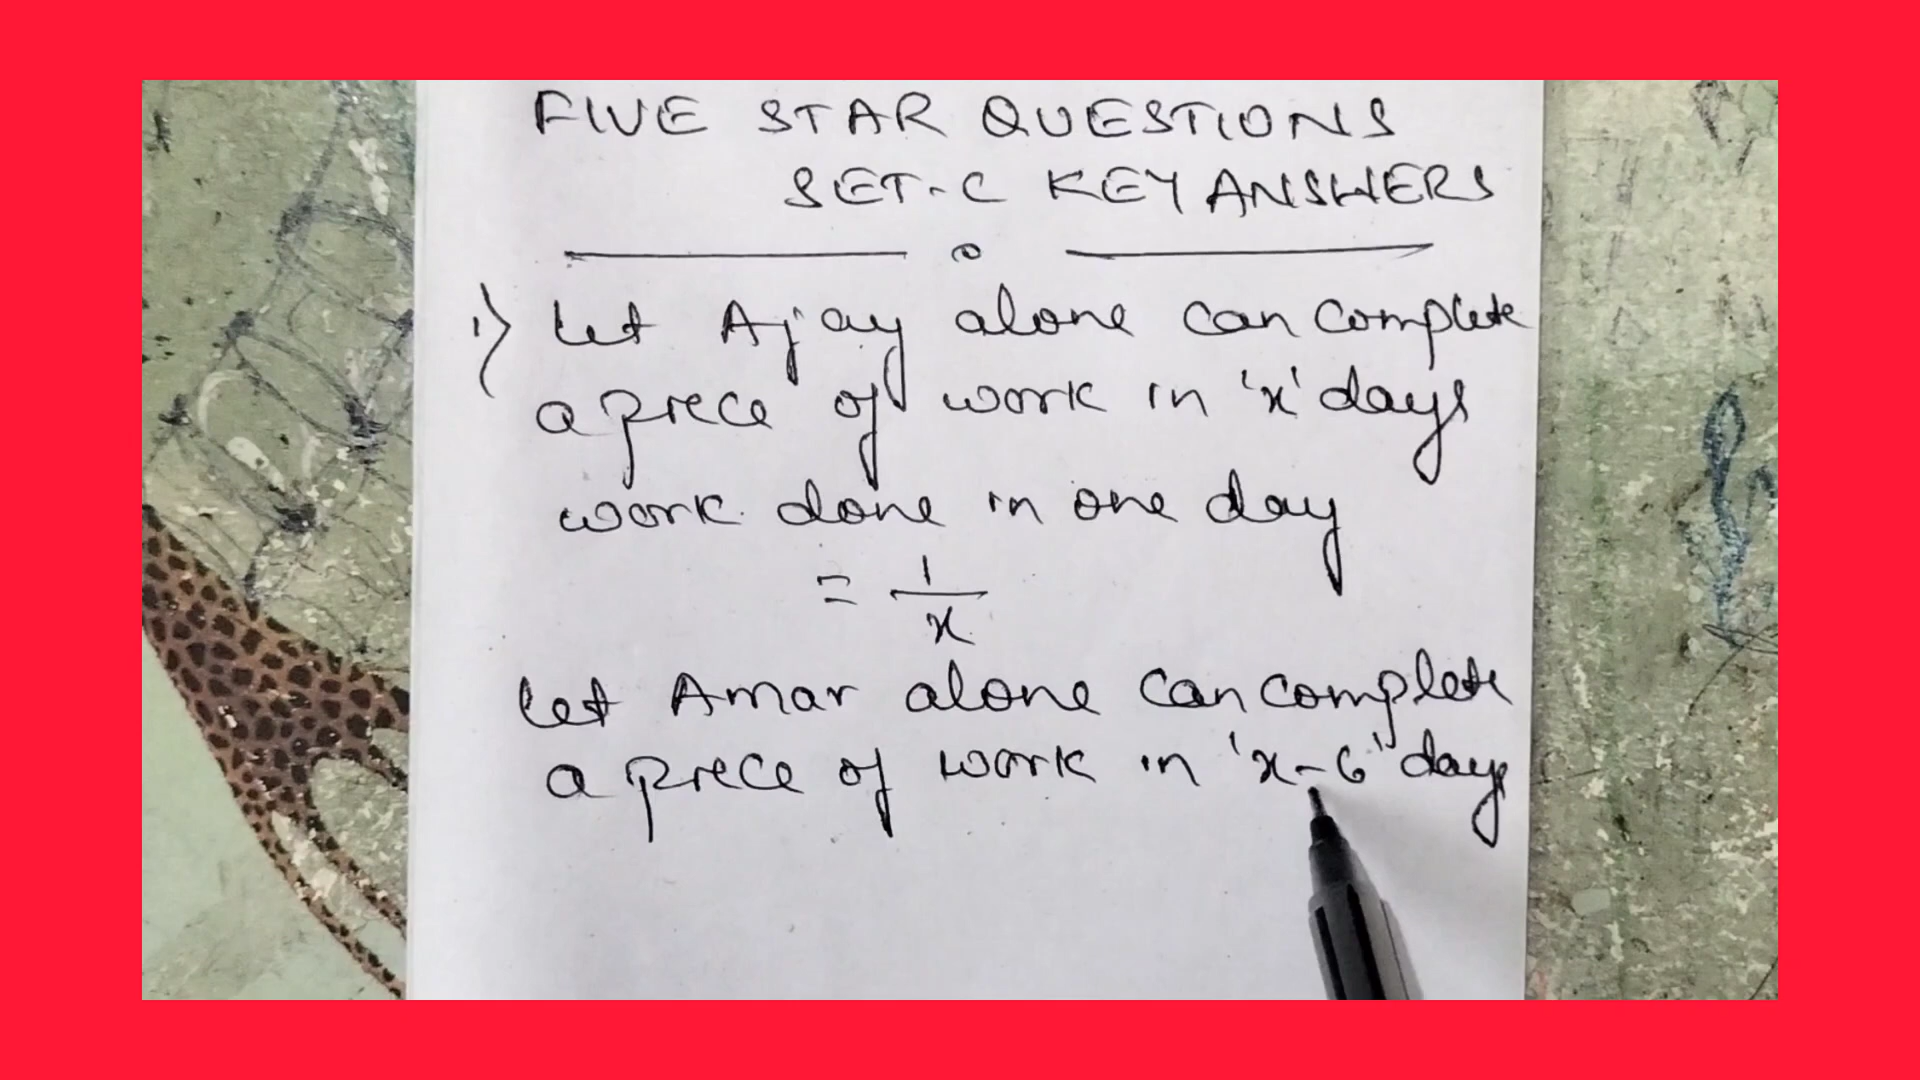 FIVE STAR QUESTIONS
SET-C KEY ANSWERS
1) Let Ajay alone can complete
a piece of work in 'x' days
work done in one day
= 1/x
Let Amar alone can complete
a piece of work in 'x-6' days